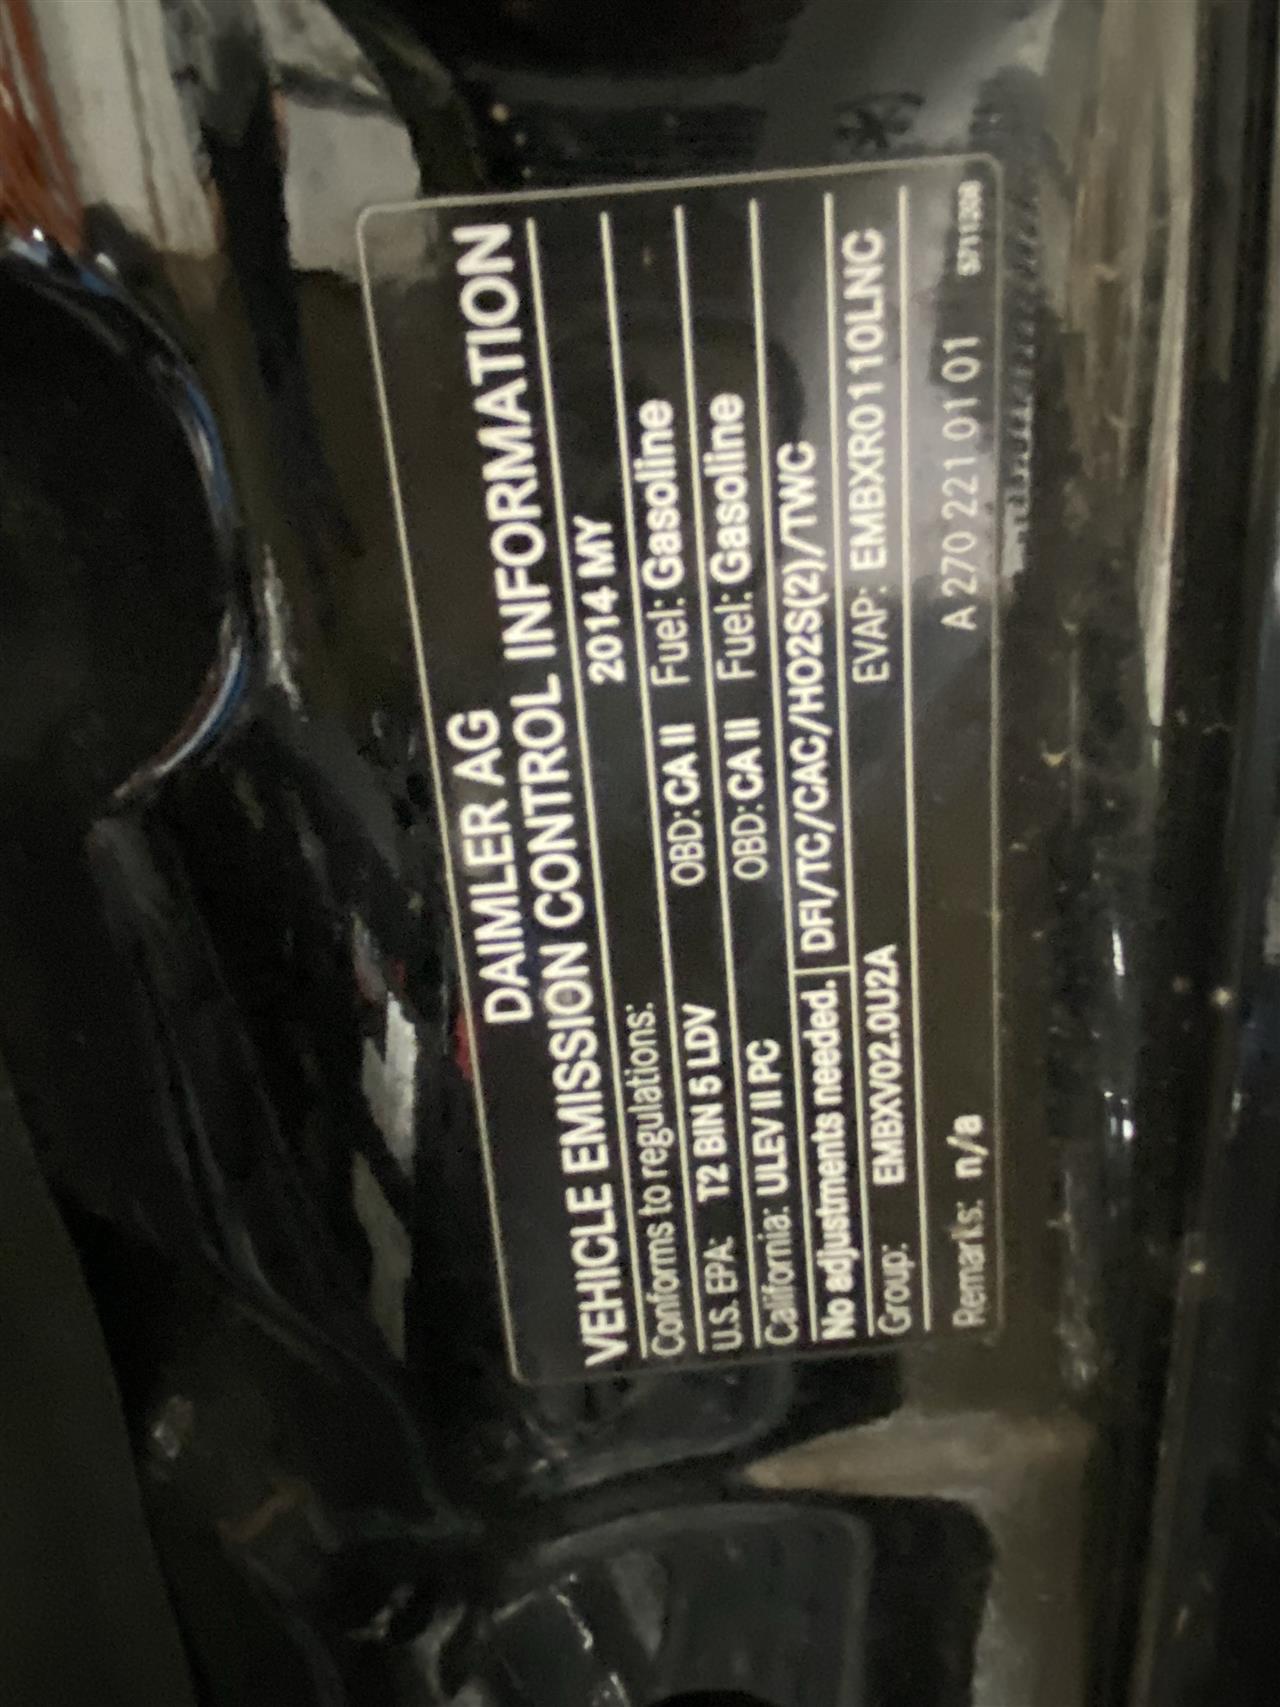 DAIMLER AG
VEHICLE EMISSION CONTROL INFORMATION
Conforms to regulations: 2014 MY
U.S. EPA: T2 BIN 5 LDV OBD: CA II Fuel: Gasoline
California: ULEV II PC OBD: CA II Fuel: Gasoline
No adjustments needed. DFI/TC/CAC/HO2S(2)/TWC
Group: EMBXV02.0U2A EVAP: EMBXR0110LNC
Remarks: n/a A 270 221 01 01